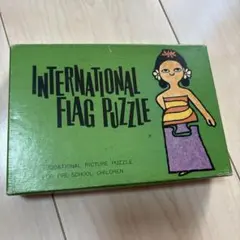 INTERNATIONAL
FLAG PUZZLE
EDUCATIONAL PICTURE PUZZLE
FOR PRE-SCHOOL CHILDREN